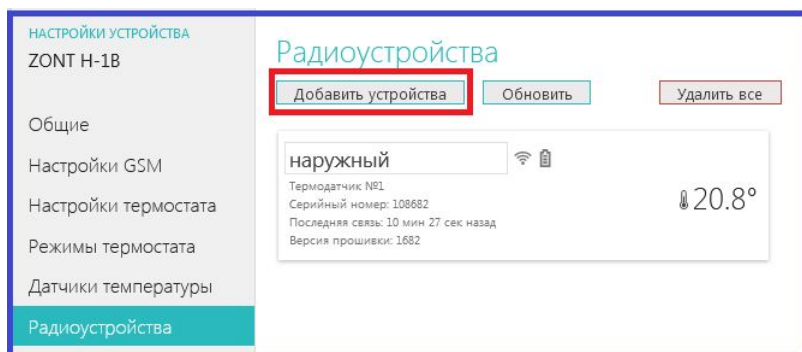 НАСТРОЙКИ УСТРОЙСТВА
ZONT H-1B
Общие
Настройки GSM
Настройки термостата
Режимы термостата
Датчики температуры
Радиоустройства
Радиоустройства
Добавить устройства
Обновить
Удалить все
наружный
Термодатчик №1
Серийный номер: 108682
Последняя связь: 10 мин 27 сек назад
Версия прошивки: 1682
20.8°